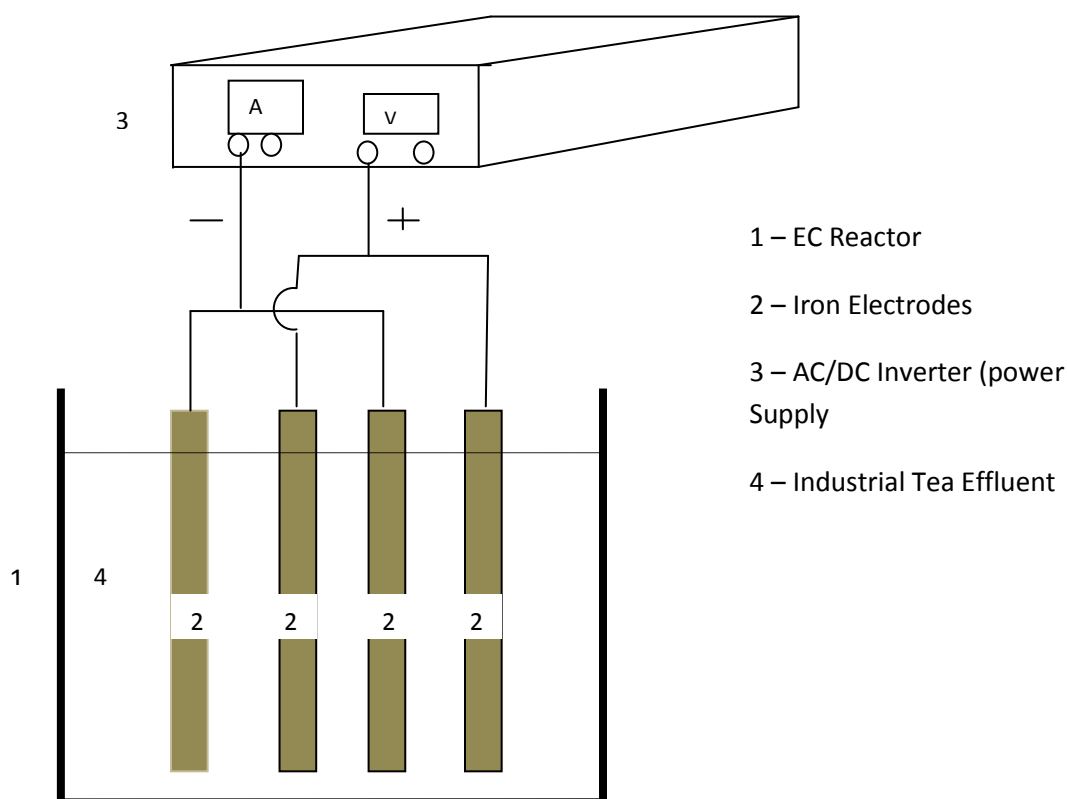 A
V
3
— +
1 – EC Reactor
2 – Iron Electrodes
3 – AC/DC Inverter (power
Supply
4 – Industrial Tea Effluent
1 4
2 2 2 2